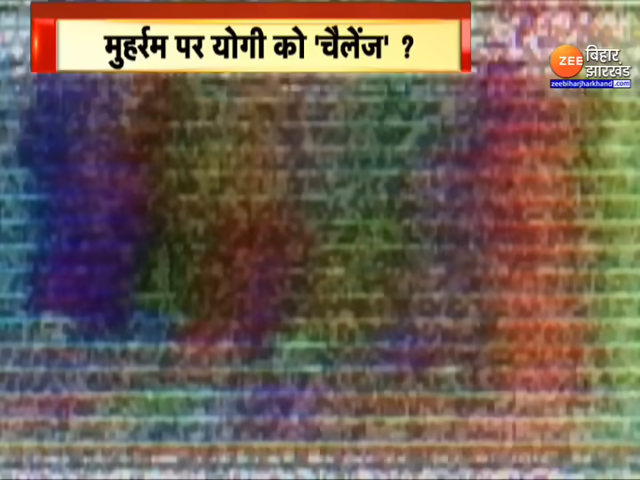 मुहर्रम पर योगी को 'चैलेंज' ?
ZEE
बिहार
झारखंड
zeebiharjharkhand.com